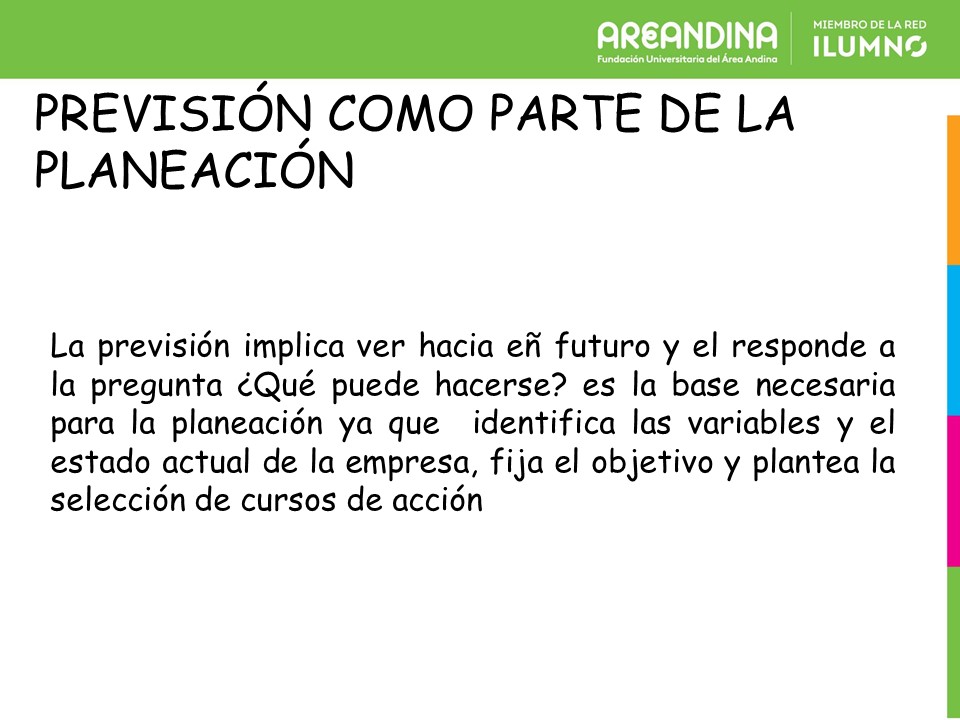 AREANDINA
Fundación Universitaria del Área Andina
MIEMBRO DE LA RED
ILUMNO
PREVISIÓN COMO PARTE DE LA
PLANEACIÓN
La previsión implica ver hacia eñ futuro y el responde a
la pregunta ¿Qué puede hacerse? es la base necesaria
para la planeación ya que identifica las variables y el
estado actual de la empresa, fija el objetivo y plantea la
selección de cursos de acción